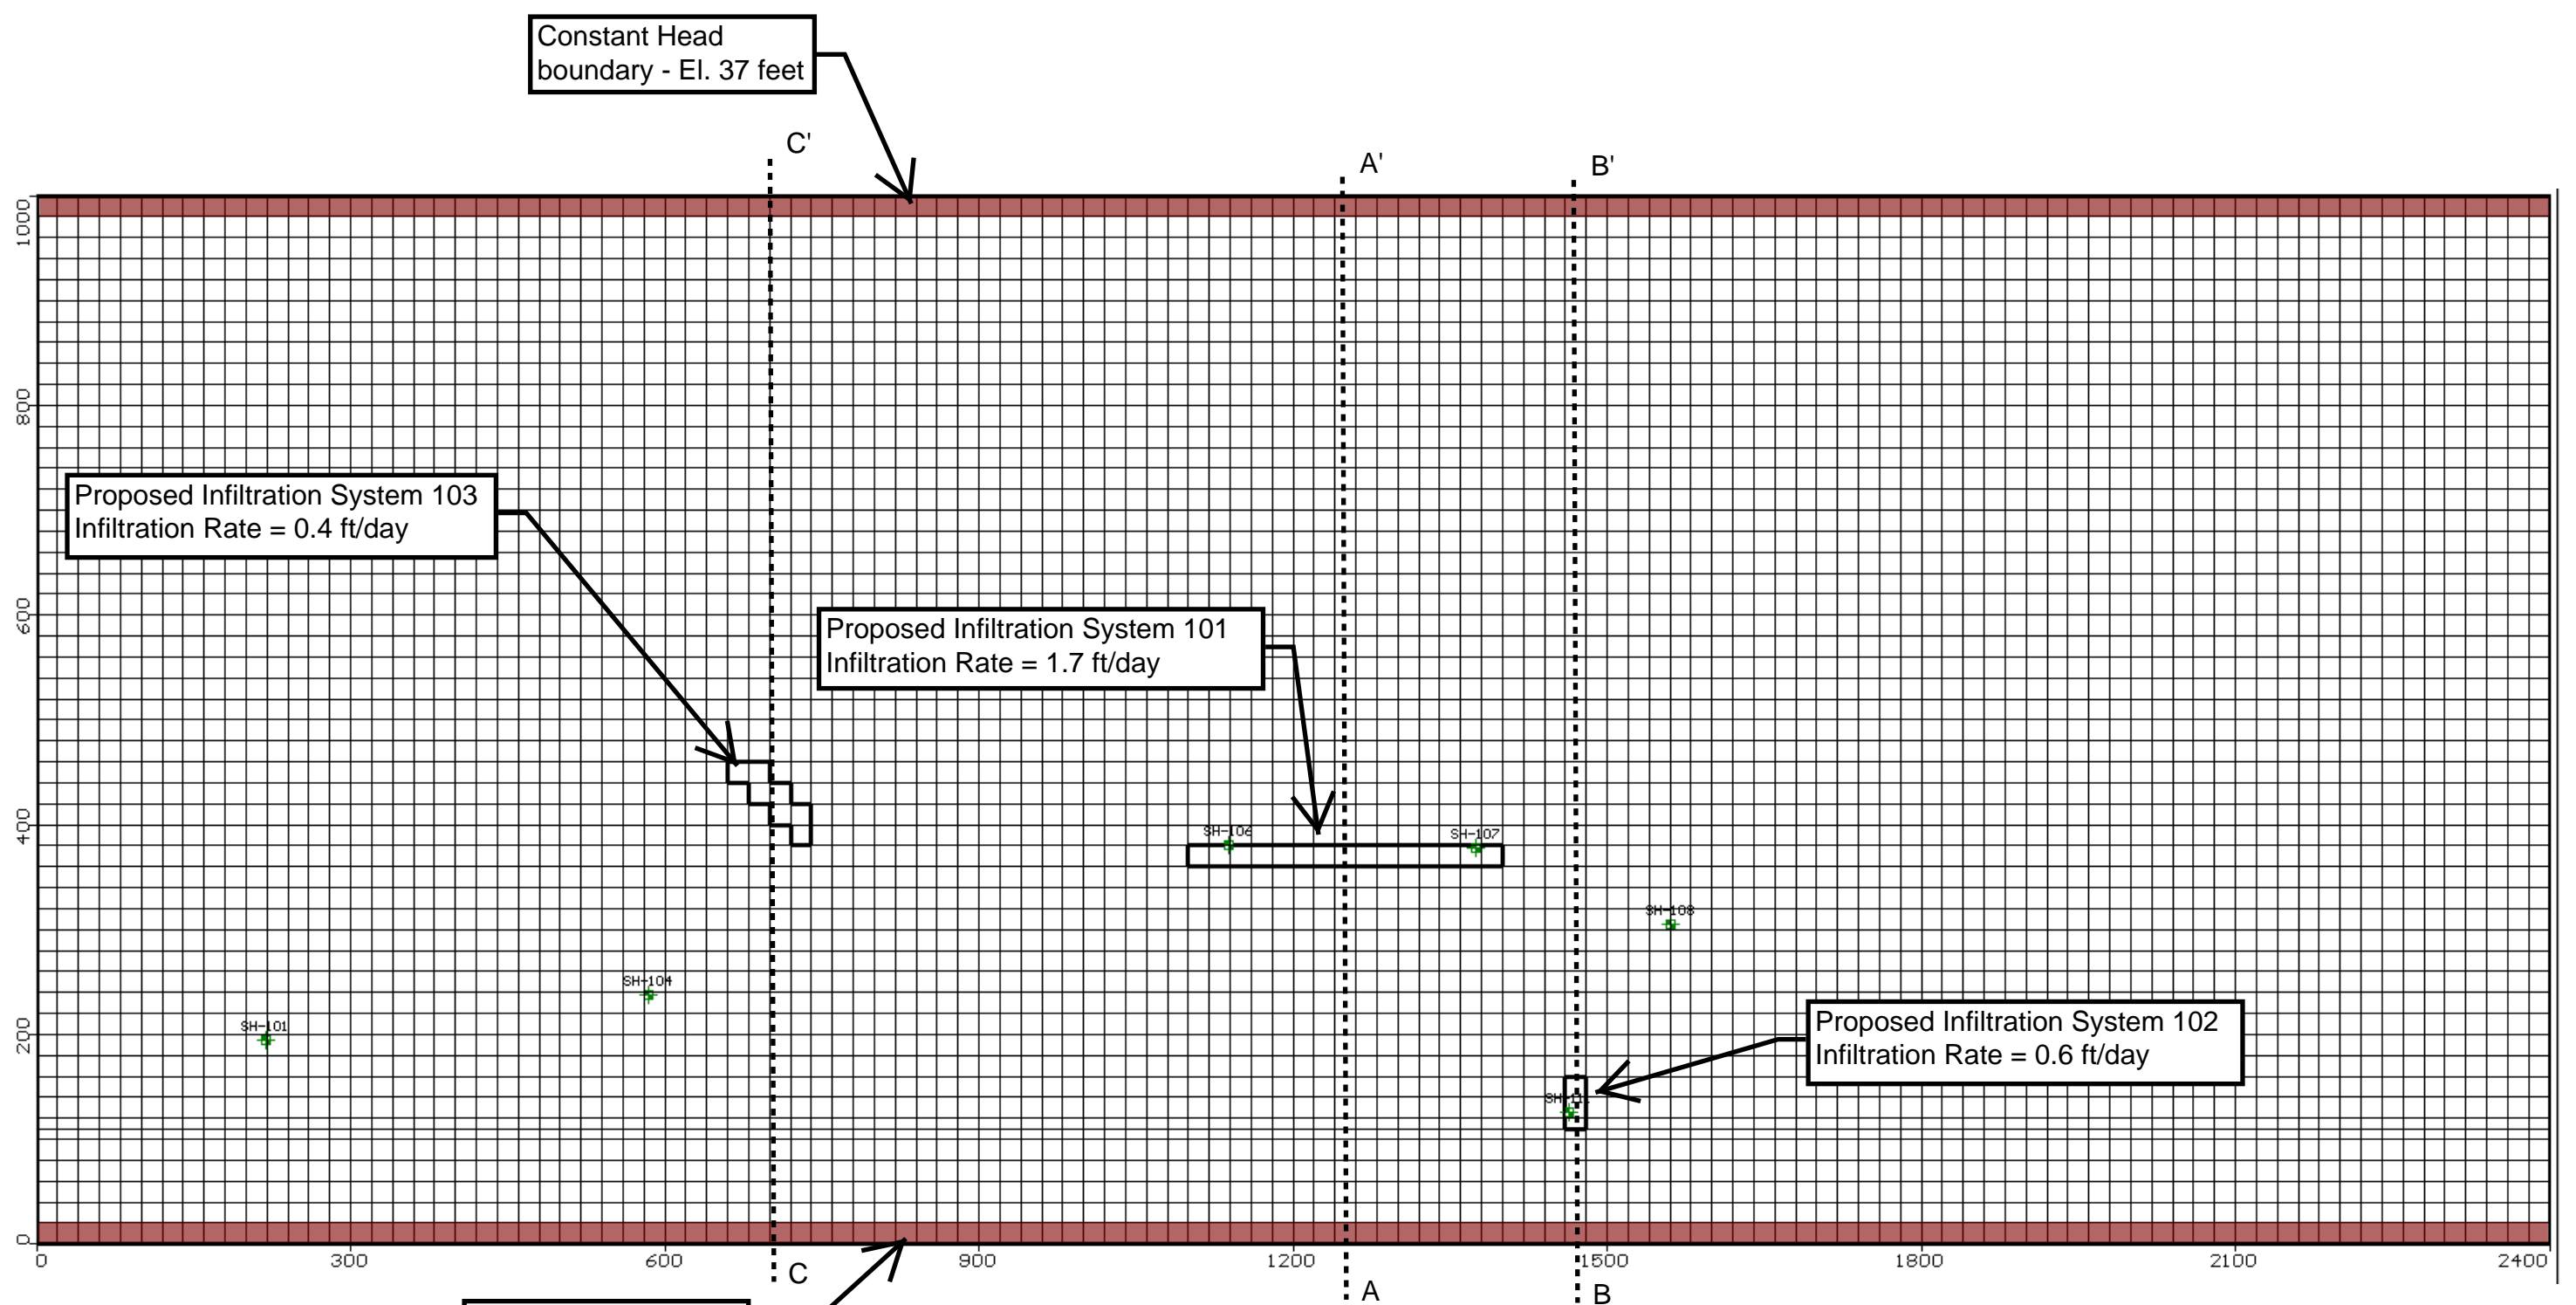 Constant Head
boundary - El. 37 feet
C'
A'
B'
1000
800
Proposed Infiltration System 103
Infiltration Rate = 0.4 ft/day
600
Proposed Infiltration System 101
Infiltration Rate = 1.7 ft/day
400
SH-106
SH-107
SH-108
SH-104
SH-101
200
Proposed Infiltration System 102
Infiltration Rate = 0.6 ft/day
0
0 300 600 900 1200 1500 1800 2100 2400
C
A
B